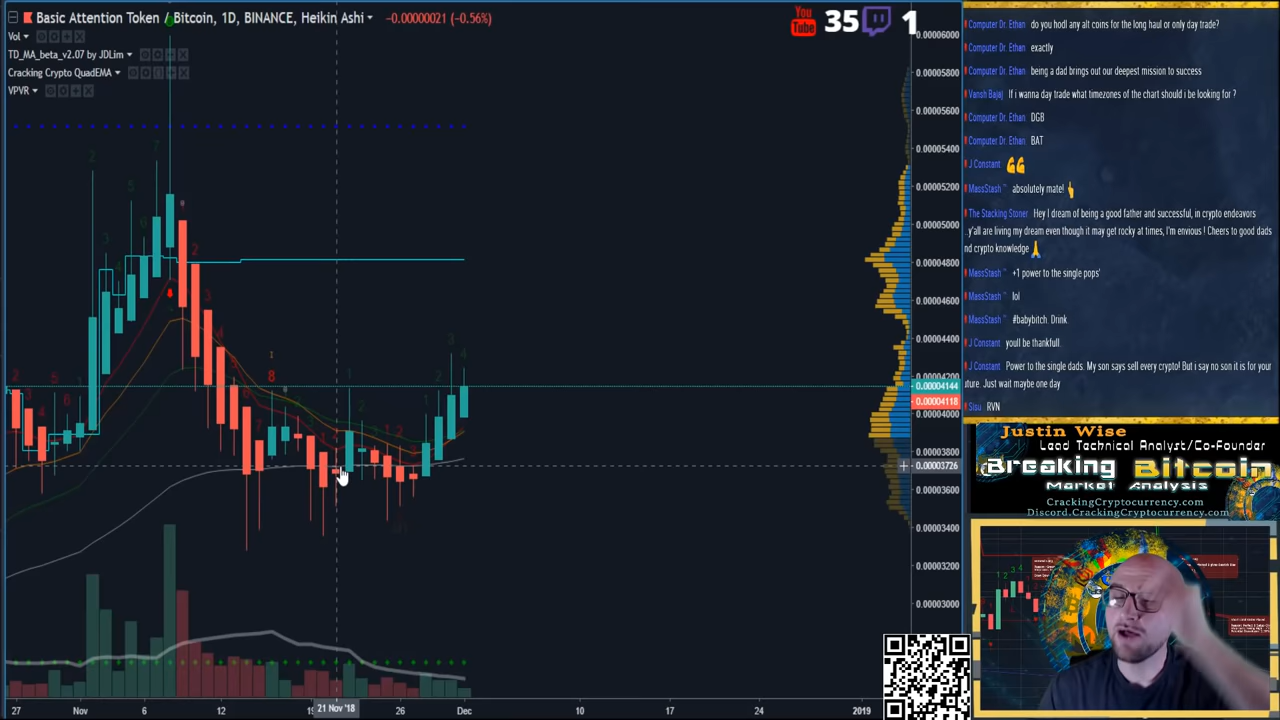 Basic Attention Token / Bitcoin, 1D, BINANCE, Heikin Ashi -0.00000021 (-0.56%)
Vol
TD_MA_beta_v2.07 by JDLim
Cracking Crypto QuadEMA
VPVR
You
Tube
35
1
0.00006000
0.00005800
0.00005600
0.00005400
0.00005200
0.00005000
0.00004800
0.00004600
0.00004400
0.00004200
0.00004144
0.00004118
0.00004000
0.00003800
0.00003726
0.00003600
0.00003400
0.00003200
0.00003000
27
Nov
6
12
21 Nov '18
26
Dec
10
17
24
2019
Computer Dr. Ethan do you hodl any alt coins for the long haul or only day trade?
Computer Dr. Ethan exactly
Computer Dr. Ethan being a dad brings out our deepest mission to success
Vansh Bajaj If i wanna day trade what timezones of the chart should i be looking for ?
Computer Dr. Ethan DGB
Computer Dr. Ethan BAT
J Constant 💪💪
MassStash absolutely mate! 👆
The Stacking Stoner Hey I dream of being a good father and successful, in crypto endeavors
y'all are living my dream even though it may get rocky at times, I'm envious ! Cheers to good dads
nd crypto knowledge 🙏
MassStash +1 power to the single pops'
MassStash lol
MassStash #babybitch. Drink.
J Constant youll be thankfull
J Constant Power to the single dads. My son says sell every crypto! But i say no son it is for your
uture. Just wait maybe one day
Sisu RVN
Justin Wise
Lead Technical Analyst/Co-Founder
Breaking Bitcoin
Market Analysis
CrackingCryptocurrency.com
Discord.CrackingCryptocurrency.com